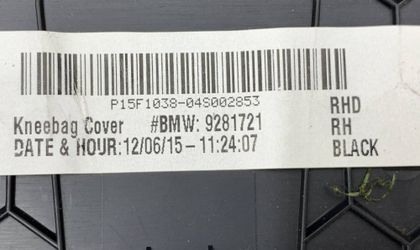 P15F1038-04S002853
RHD
Kneebag Cover #BMW: 9281721 RH
DATE & HOUR:12/06/15 - 11:24:07 BLACK